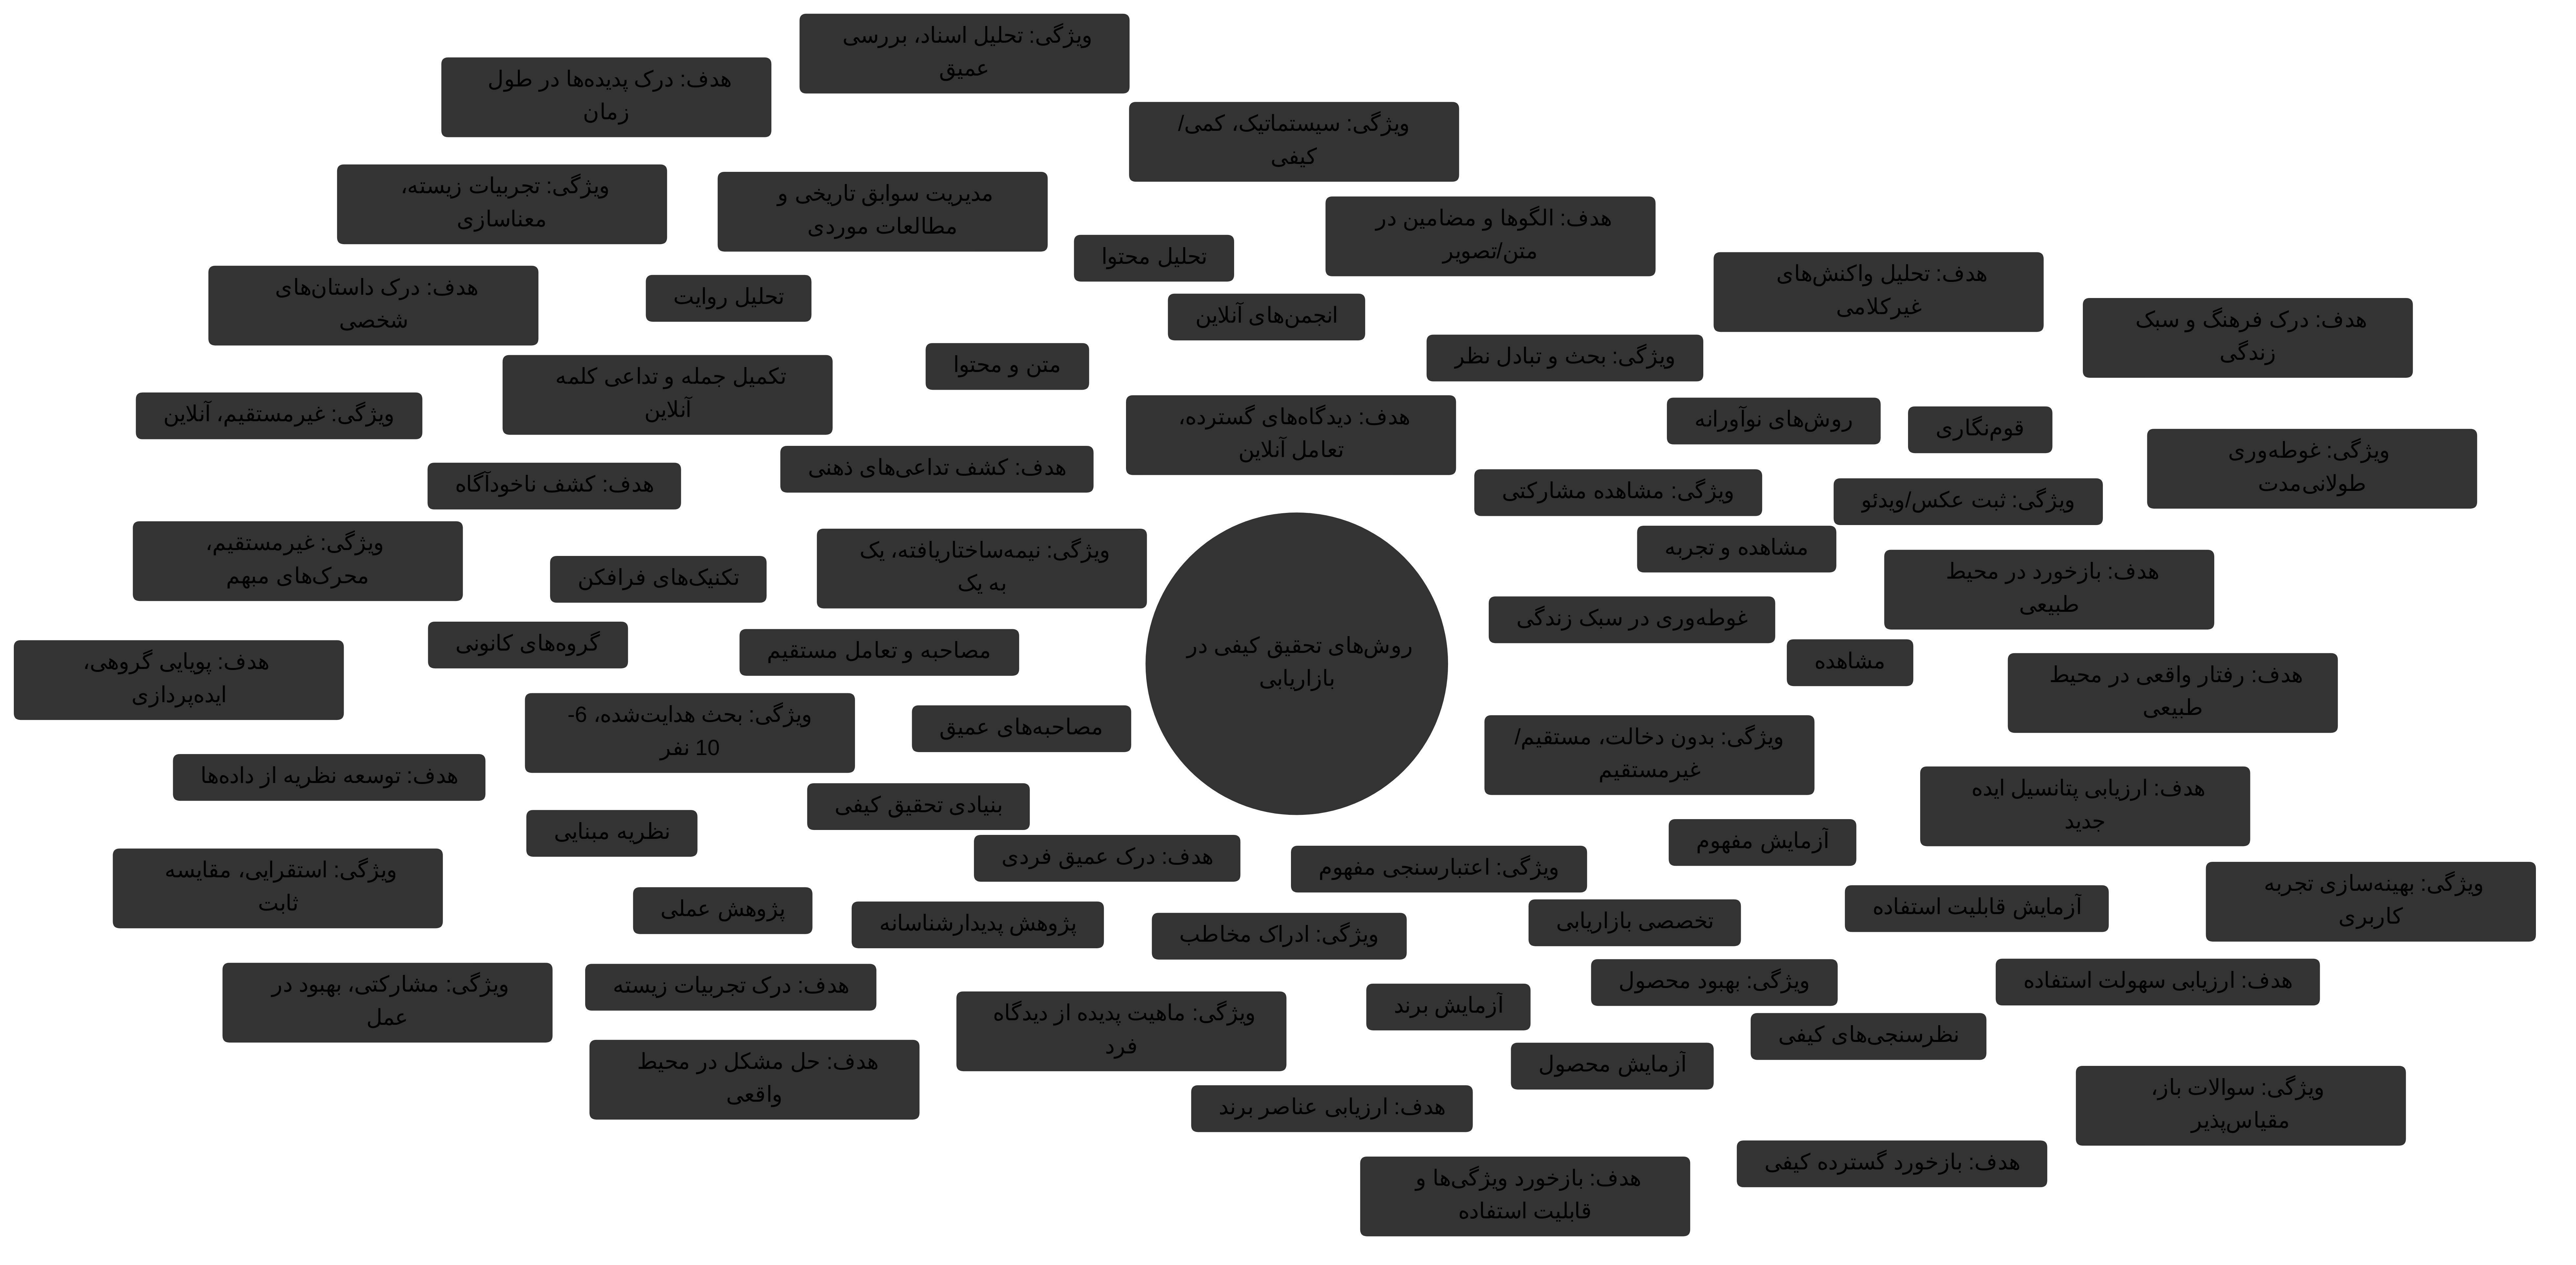 ویژگی: تحلیل اسناد، بررسی
عمیق
هدف: درک پدیده‌ها در طول
زمان
ویژگی: سیستماتیک، کمی/
کیفی
ویژگی: تجربیات زیسته،
معناسازی
مدیریت سوابق تاریخی و
مطالعات موردی
هدف: الگوها و مضامین در
متن/تصویر
تحلیل محتوا
هدف: تحلیل واکنش‌های
غیرکلامی
هدف: درک داستان‌های
شخصی
تحلیل روایت
انجمن‌های آنلاین
هدف: درک فرهنگ و سبک
زندگی
ویژگی: بحث و تبادل نظر
متن و محتوا
تکمیل جمله و تداعی کلمه
آنلاین
ویژگی: غیرمستقیم، آنلاین
هدف: دیدگاه‌های گسترده،
تعامل آنلاین
روش‌های نوآورانه
قوم‌نگاری
ویژگی: غوطه‌وری
طولانی‌مدت
هدف: کشف تداعی‌های ذهنی
هدف: کشف ناخودآگاه
ویژگی: مشاهده مشارکتی
ویژگی: ثبت عکس/ویدئو
ویژگی: غیرمستقیم،
محرک‌های مبهم
ویژگی: نیمه‌ساختاریافته، یک
به یک
مشاهده و تجربه
هدف: بازخورد در محیط
طبیعی
تکنیک‌های فرافکن
غوطه‌وری در سبک زندگی
گروه‌های کانونی
مصاحبه و تعامل مستقیم
روش‌های تحقیق کیفی در
بازاریابی
مشاهده
هدف: پویایی گروهی،
ایده‌پردازی
هدف: رفتار واقعی در محیط
طبیعی
ویژگی: بحث هدایت‌شده، 6-
10 نفر
مصاحبه‌های عمیق
ویژگی: بدون دخالت، مستقیم/
غیرمستقیم
هدف: توسعه نظریه از داده‌ها
هدف: ارزیابی پتانسیل ایده
جدید
بنیادی تحقیق کیفی
نظریه مبنایی
آزمایش مفهوم
هدف: درک عمیق فردی
ویژگی: اعتبارسنجی مفهوم
ویژگی: استقرایی، مقایسه
ثابت
ویژگی: بهینه‌سازی تجربه
کاربری
پژوهش عملی
پژوهش پدیدارشناسانه
ویژگی: ادراک مخاطب
تخصصی بازاریابی
آزمایش قابلیت استفاده
ویژگی: مشارکتی، بهبود در
عمل
هدف: درک تجربیات زیسته
ویژگی: بهبود محصول
هدف: ارزیابی سهولت استفاده
ویژگی: ماهیت پدیده از دیدگاه
فرد
آزمایش برند
نظرسنجی‌های کیفی
هدف: حل مشکل در محیط
واقعی
آزمایش محصول
هدف: ارزیابی عناصر برند
ویژگی: سوالات باز،
مقیاس‌پذیر
هدف: بازخورد گسترده کیفی
هدف: بازخورد ویژگی‌ها و
قابلیت استفاده